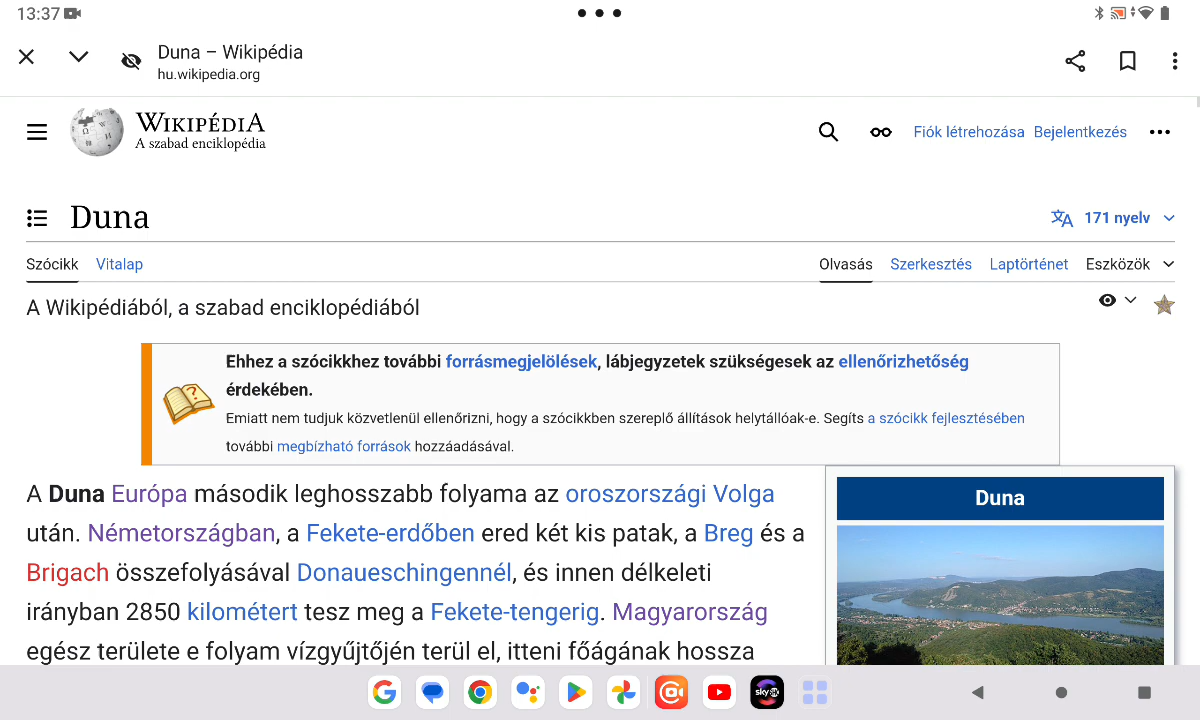 13:37
Duna – Wikipédia
hu.wikipedia.org
WIKIPÉDIA
A szabad enciklopédia
Fiók létrehozása Bejelentkezés
Duna
171 nyelv
Szócikk Vitalap
Olvasás Szerkesztés Laptörténet Eszközök
A Wikipédiából, a szabad enciklopédiából
Ehhez a szócikkhez további forrásmegjelölések, lábjegyzetek szükségesek az ellenőrizhetőség
érdekében.
Emiatt nem tudjuk közvetlenül ellenőrizni, hogy a szócikkben szereplő állítások helytállóak-e. Segíts a szócikk fejlesztésében
további megbízható források hozzáadásával.
A Duna Európa második leghosszabb folyama az oroszországi Volga
után. Németországban, a Fekete-erdőben ered két kis patak, a Breg és a
Brigach összefolyásával Donaueschingennél, és innen délkeleti
irányban 2850 kilométert tesz meg a Fekete-tengerig. Magyarország
egész területe e folyam vízgyűjtőjén terül el, itteni főágának hossza
Duna
sky